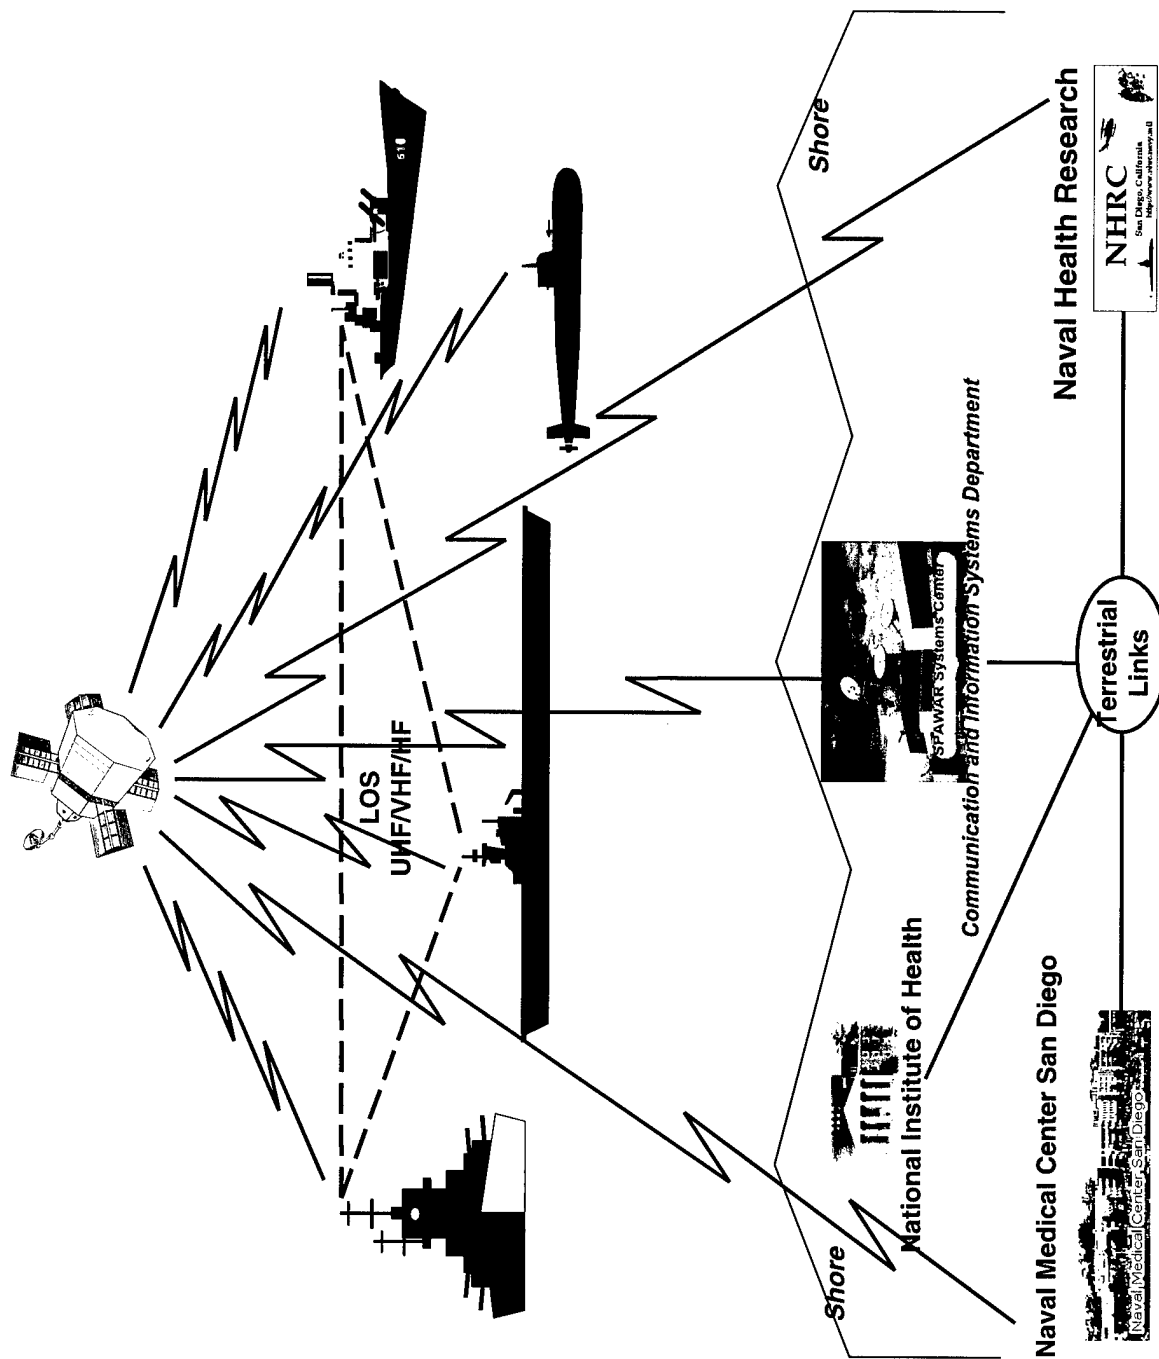 LOS
UHF/VHF/HF
610
Shore
Shore
SPAWAR Systems Center
Communication and Information Systems Department
National Institute of Health
Naval Medical Center San Diego
Naval Medical Center, San Diego
Terrestrial
Links
Naval Health Research
NHRC
San Diego, California